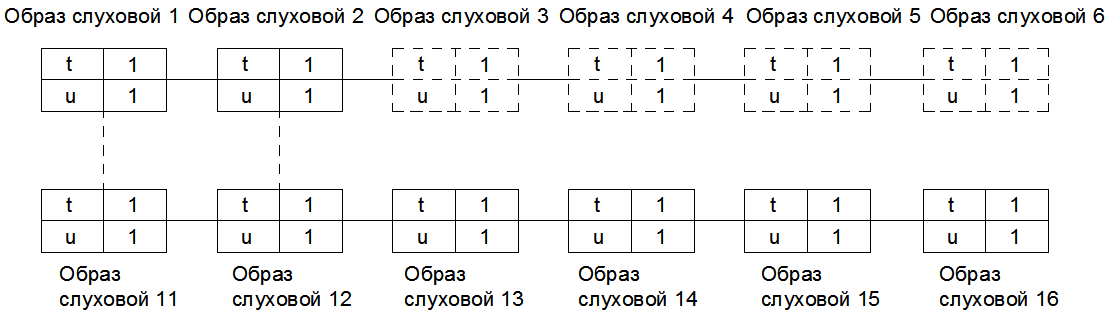 Образ слуховой 1 Образ слуховой 2 Образ слуховой 3 Образ слуховой 4 Образ слуховой 5 Образ слуховой 6
t 1 t 1 t 1 t 1 t 1 t 1
u 1 u 1 u 1 u 1 u 1 u 1
t 1 t 1 t 1 t 1 t 1 t 1
u 1 u 1 u 1 u 1 u 1 u 1
Образ Образ Образ Образ Образ Образ
слуховой 11 слуховой 12 слуховой 13 слуховой 14 слуховой 15 слуховой 16